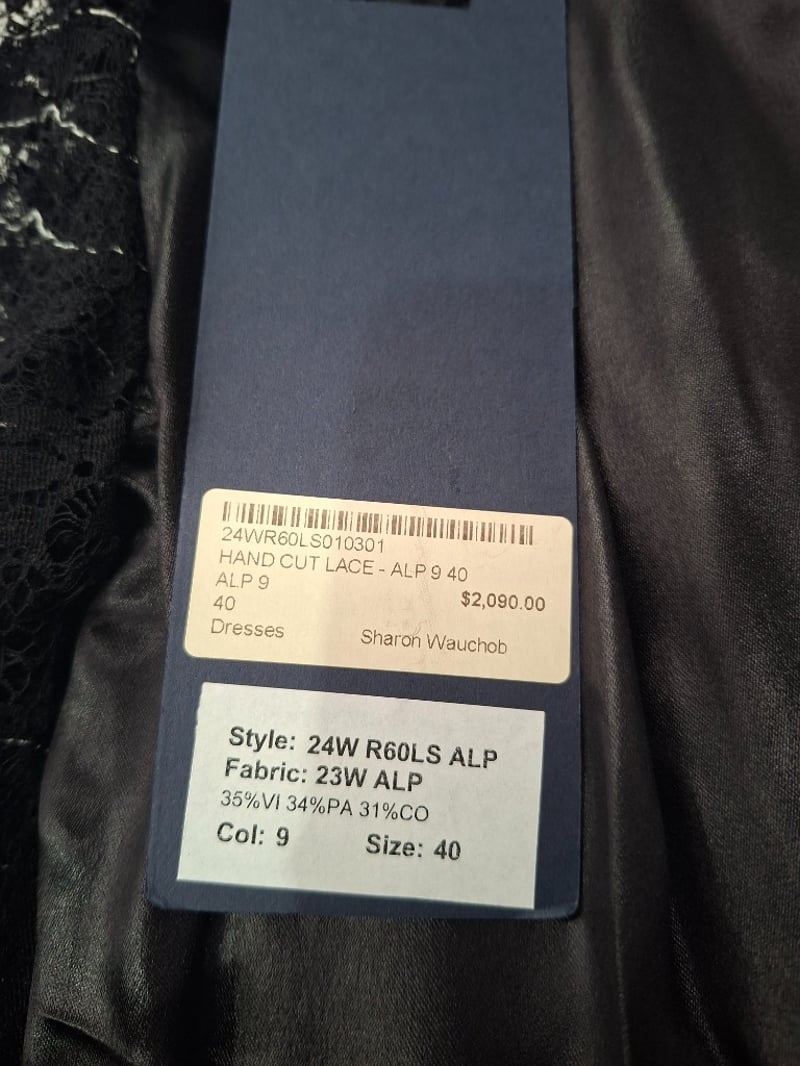 24WR60LS010301
HAND CUT LACE - ALP 9 40
ALP 9
$2,090.00
40
Dresses
Sharon Wauchob
Style: 24W R60LS ALP
Fabric: 23W ALP
35%VI 34%PA 31%CO
Col: 9 Size: 40